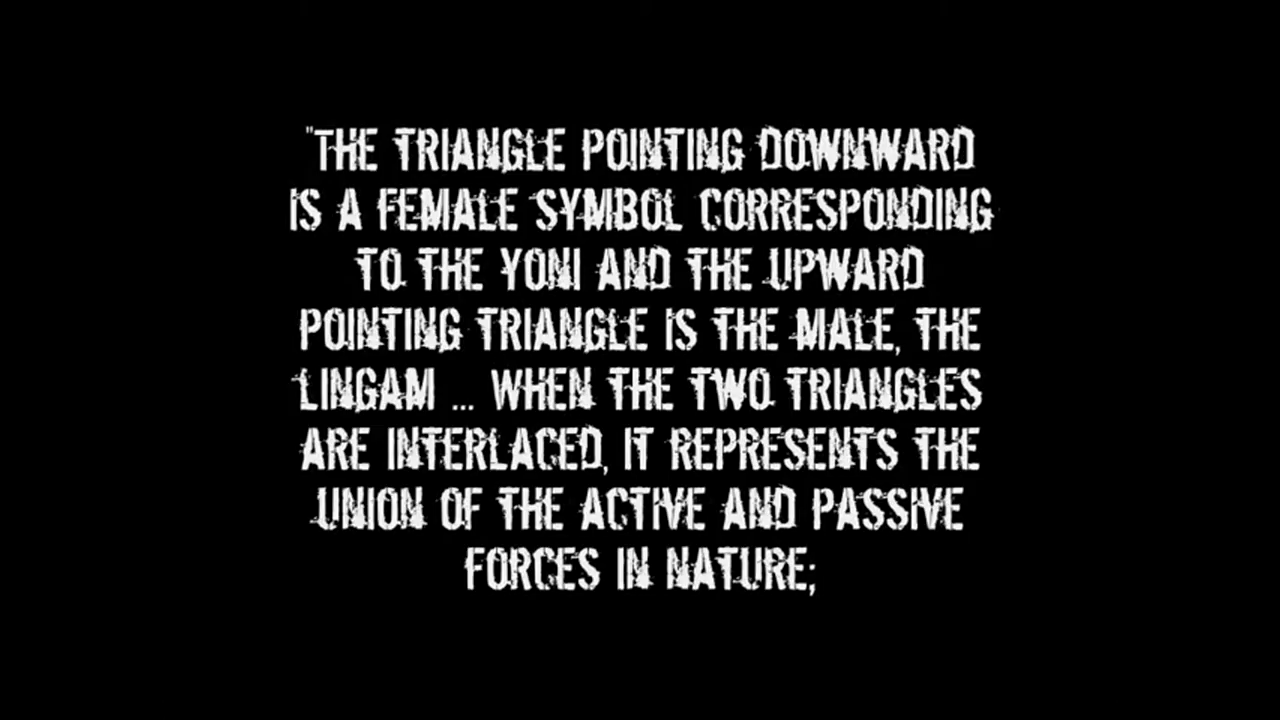 "THE TRIANGLE POINTING DOWNWARD
IS A FEMALE SYMBOL CORRESPONDING
TO THE YONI AND THE UPWARD
POINTING TRIANGLE IS THE MALE, THE
LINGAM ... WHEN THE TWO TRIANGLES
ARE INTERLACED, IT REPRESENTS THE
UNION OF THE ACTIVE AND PASSIVE
FORCES IN NATURE;